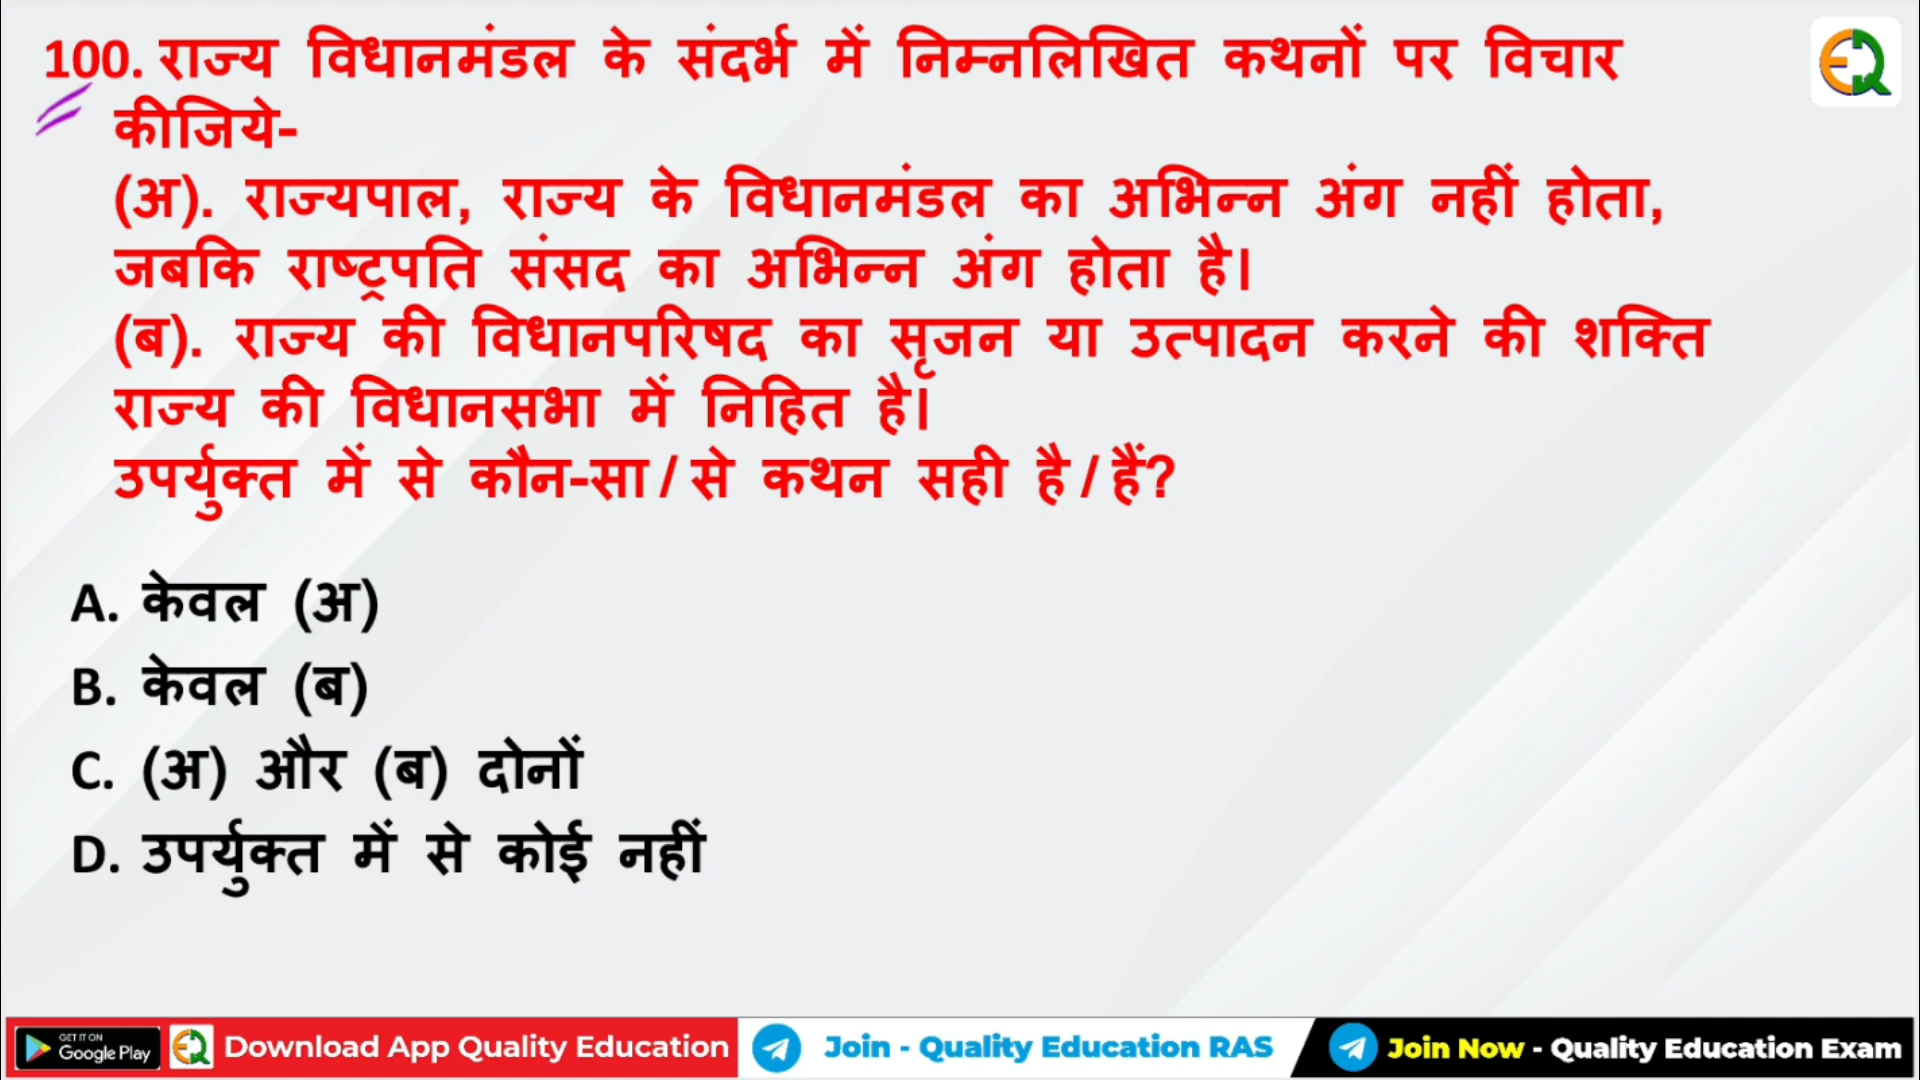 100. राज्य विधानमंडल के संदर्भ में निम्नलिखित कथनों पर विचार
कीजिये-
(अ). राज्यपाल, राज्य के विधानमंडल का अभिन्न अंग नहीं होता,
जबकि राष्ट्रपति संसद का अभिन्न अंग होता है।
(ब). राज्य की विधानपरिषद का सृजन या उत्पादन करने की शक्ति
राज्य की विधानसभा में निहित है।
उपर्युक्त में से कौन-सा/से कथन सही है/हैं?
A. केवल (अ)
B. केवल (ब)
C. (अ) और (ब) दोनों
D. उपर्युक्त में से कोई नहीं
GET IT ON
Google Play
Download App Quality Education
Join - Quality Education RAS
Join Now - Quality Education Exam